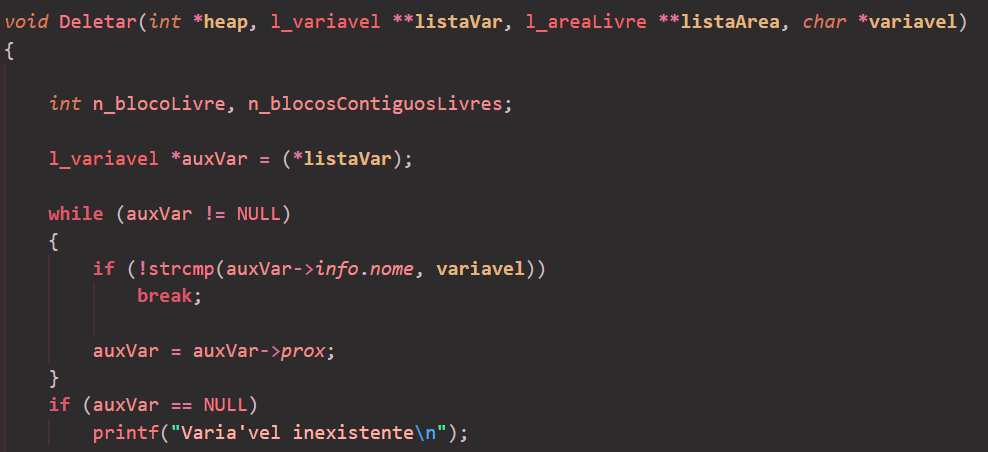 void Deletar(int *heap, l_variavel **listaVar, l_areaLivre **listaArea, char *variavel)
{
int n_blocoLivre, n_blocosContiguosLivres;
l_variavel *auxVar = (*listaVar);
while (auxVar != NULL)
{
if (!strcmp(auxVar->info.nome, variavel))
break;
auxVar = auxVar->prox;
}
if (auxVar == NULL)
printf("Varia'vel inexistente\n");